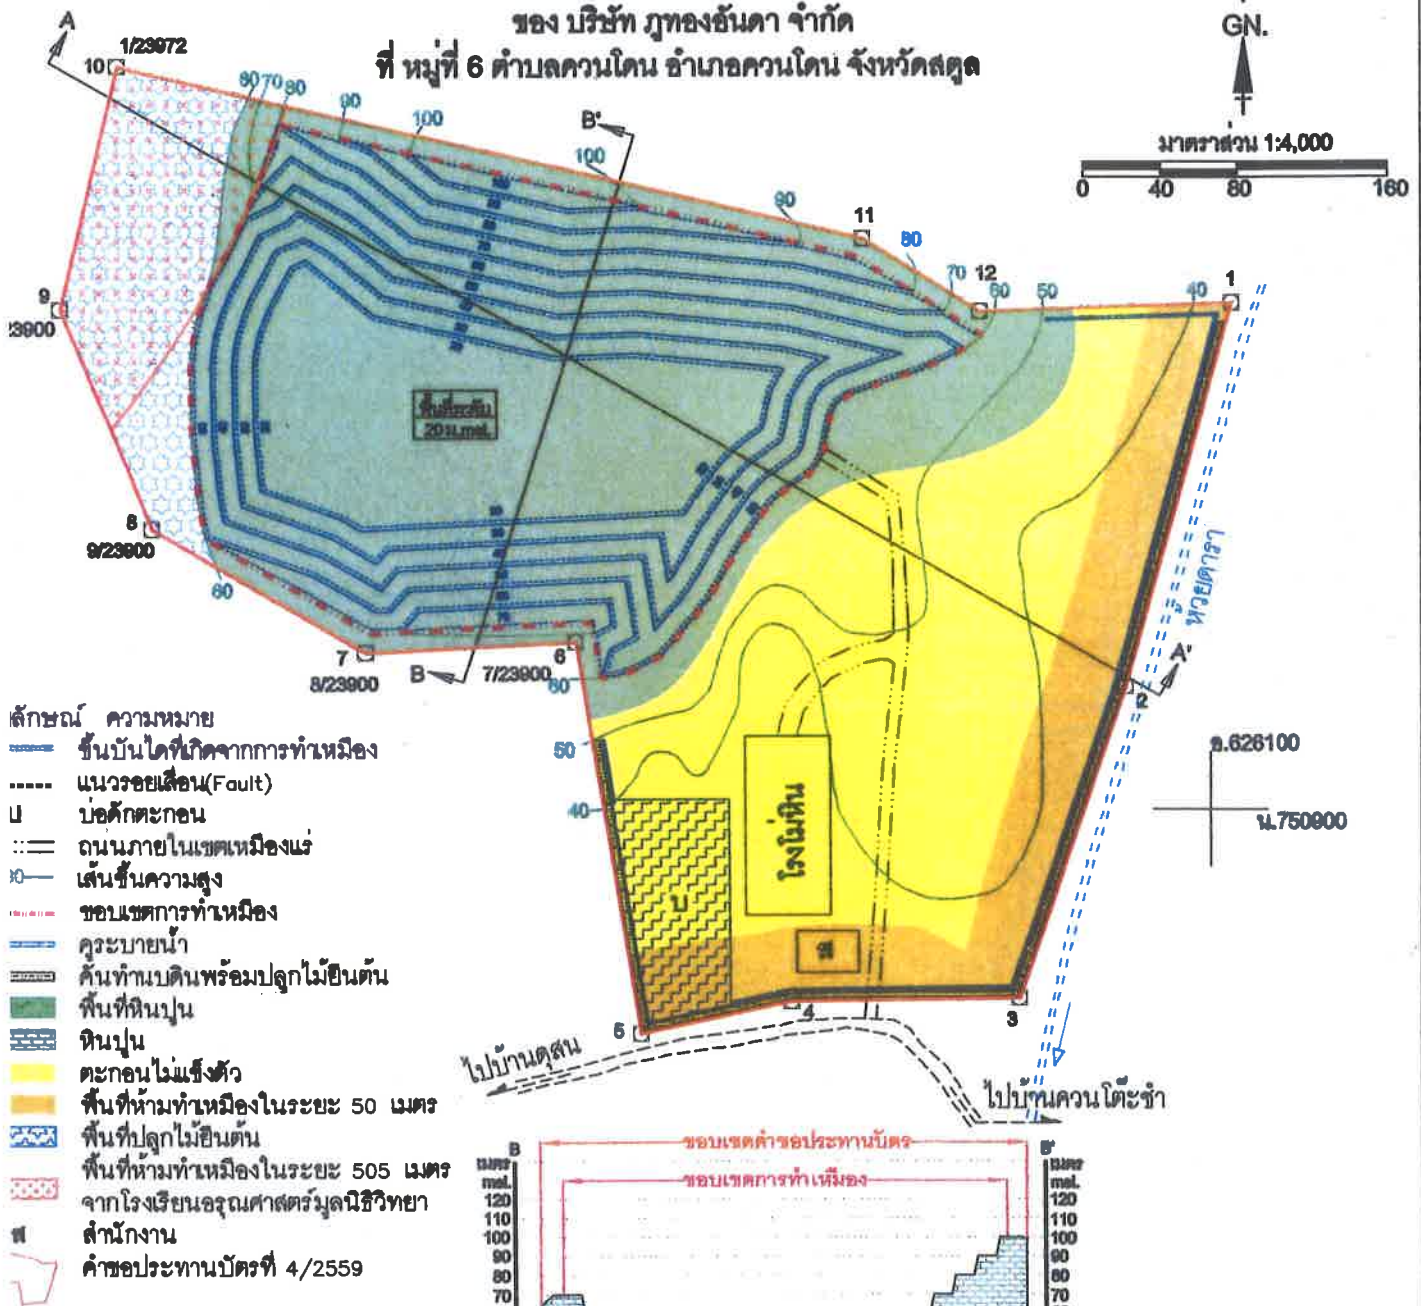 ของ บริษัท ภูทองอันดา จำกัด
ที่ หมู่ที่ 6 ตำบลควนโดน อำเภอควนโดน จังหวัดสตูล
GN.
มาตราส่วน 1:4,000
0 40 80 160
A
1/23972
10
60 70 80 90 100
B'
100
90
11
80
70
12
60
50
40
1
9
23900
พื้นที่ระดับ
20 ม.msl.
8
9/23900
60
ห้วยดารา
A'
2
7
8/23900
B
7/23900
6
60
50
40
อ.626100
น.750900
โรงโม่หิน
บ
ส
5
4
3
ไปบ้านดุสน
ไปบ้านควนโต๊ะชำ
ลักษณ์ ความหมาย
ขั้นบันไดที่เกิดจากการทำเหมือง
แนวรอยเลื่อน(Fault)
บ บ่อดักตะกอน
ถนนภายในเขตเหมืองแร่
เส้นชั้นความสูง
ขอบเขตการทำเหมือง
คูระบายน้ำ
คันทำนบดินพร้อมปลูกไม้ยืนต้น
พื้นที่หินปูน
หินปูน
ตะกอนไม่แข็งตัว
พื้นที่ห้ามทำเหมืองในระยะ 50 เมตร
พื้นที่ปลูกไม้ยืนต้น
พื้นที่ห้ามทำเหมืองในระยะ 505 เมตร
จากโรงเรียนอรุณศาสตร์มูลนิธิวิทยา
ส สำนักงาน
คำขอประทานบัตรที่ 4/2559
B ขอบเขตคำขอประทานบัตร B'
เมตร เมตร
msl. ขอบเขตการทำเหมือง msl.
120 120
110 110
100 100
90 90
80 80
70 70